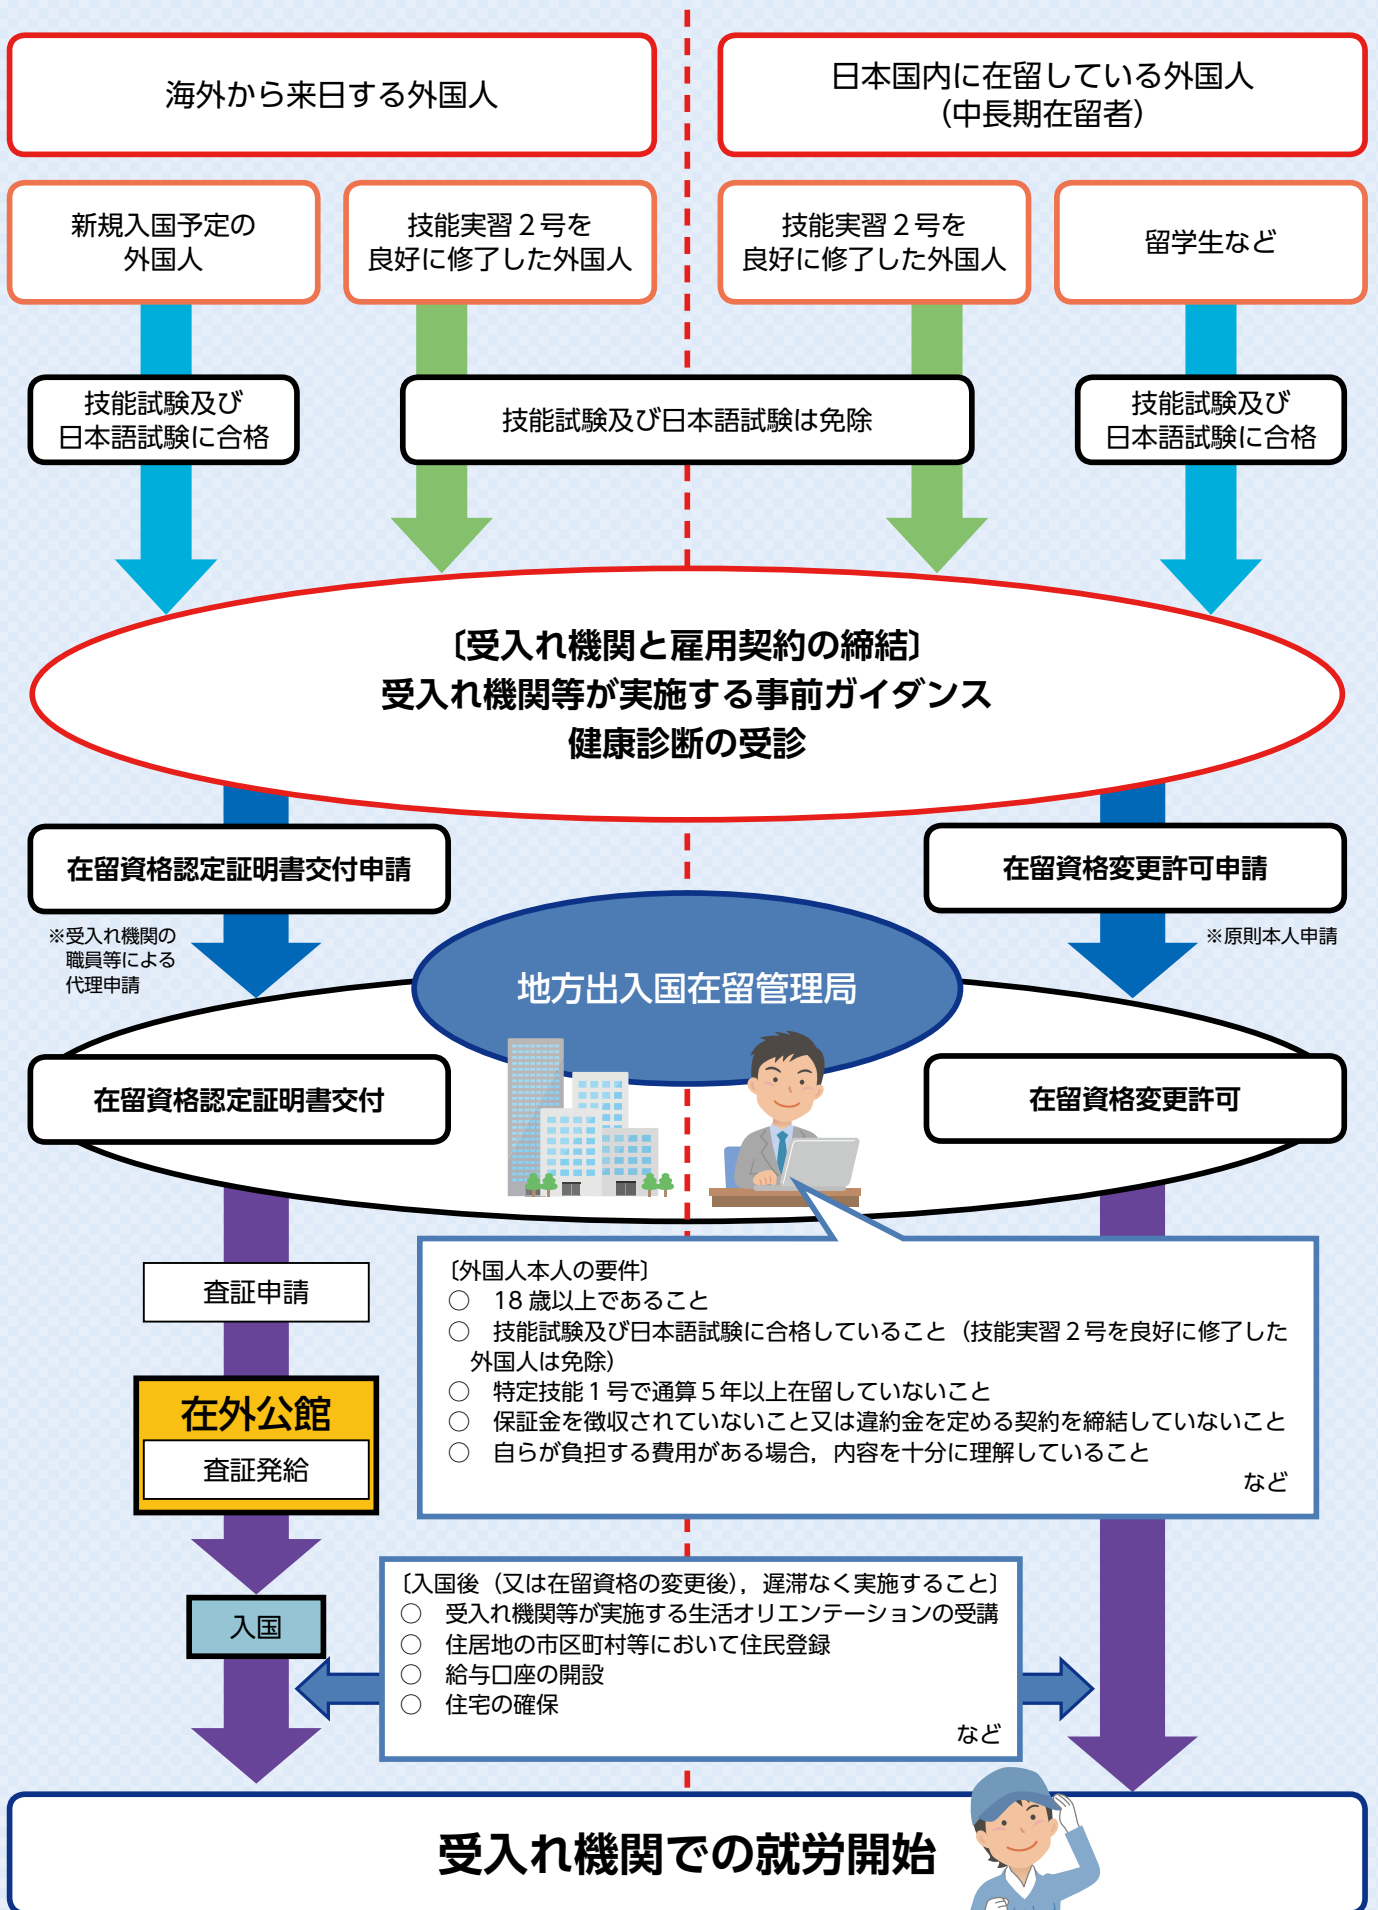 海外から来日する外国人
日本国内に在留している外国人
（中長期在留者）
新規入国予定の
外国人
技能実習２号を
良好に修了した外国人
技能実習２号を
良好に修了した外国人
留学生など
技能試験及び
日本語試験に合格
技能試験及び日本語試験は免除
技能試験及び
日本語試験に合格
〔受入れ機関と雇用契約の締結〕
受入れ機関等が実施する事前ガイダンス
健康診断の受診
在留資格認定証明書交付申請
在留資格変更許可申請
※受入れ機関の
職員等による
代理申請
※原則本人申請
地方出入国在留管理局
在留資格認定証明書交付
在留資格変更許可
査証申請
在外公館
査証発給
〔外国人本人の要件〕
○　18 歳以上であること
○　技能試験及び日本語試験に合格していること（技能実習２号を良好に修了した
外国人は免除）
○　特定技能１号で通算５年以上在留していないこと
○　保証金を徴収されていないこと又は違約金を定める契約を締結していないこと
○　自らが負担する費用がある場合，内容を十分に理解していること
など
入国
〔入国後（又は在留資格の変更後），遅滞なく実施すること〕
○　受入れ機関等が実施する生活オリエンテーションの受講
○　住居地の市区町村等において住民登録
○　給与口座の開設
○　住宅の確保
など
受入れ機関での就労開始